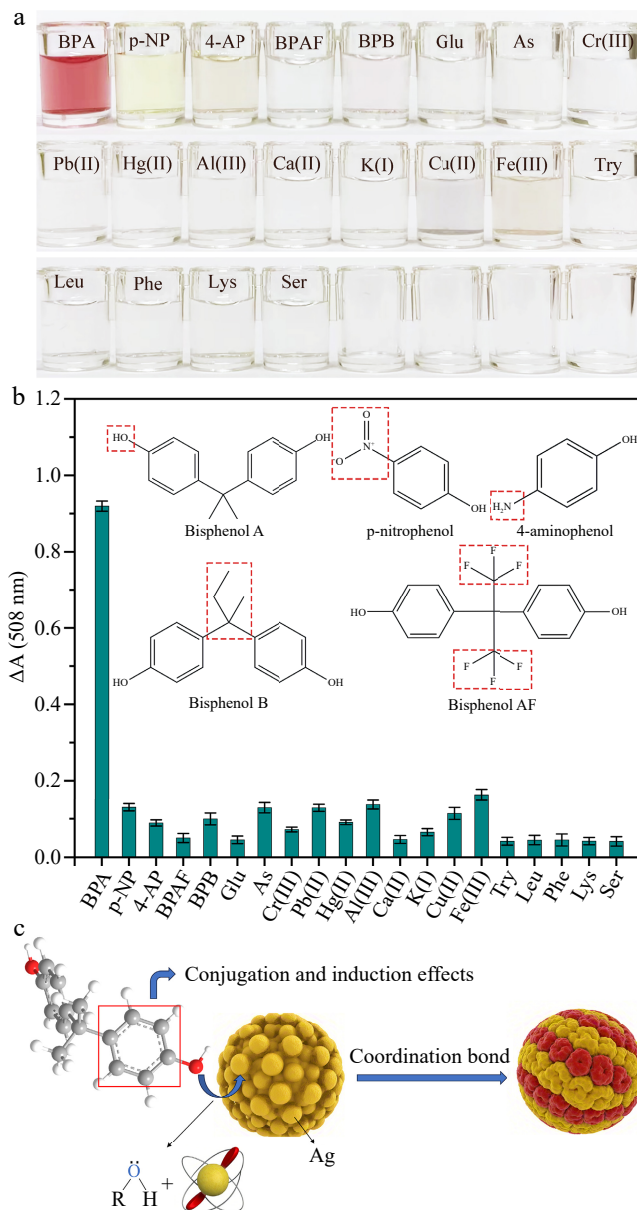 a
BPA p-NP 4-AP BPAF BPB Glu As Cr(III)
Pb(II) Hg(II) Al(III) Ca(II) K(I) Cu(II) Fe(III) Try
Leu Phe Lys Ser
b
1.2
1.0
0.8
0.6
0.4
0.2
0.0
ΔA (508 nm)
HO OH
Bisphenol A
O
N⁺
O⁻
OH
p-nitrophenol
OH
H₂N
4-aminophenol
HO OH
Bisphenol B
F F F
HO OH
F F F
Bisphenol AF
BPA p-NP 4-AP BPAF BPB Glu As Cr(III) Pb(II) Hg(II) Al(III) Ca(II) K(I) Cu(II) Fe(III) Try Leu Phe Lys Ser
c
Conjugation and induction effects
Coordination bond
Ag
Ö
R H +